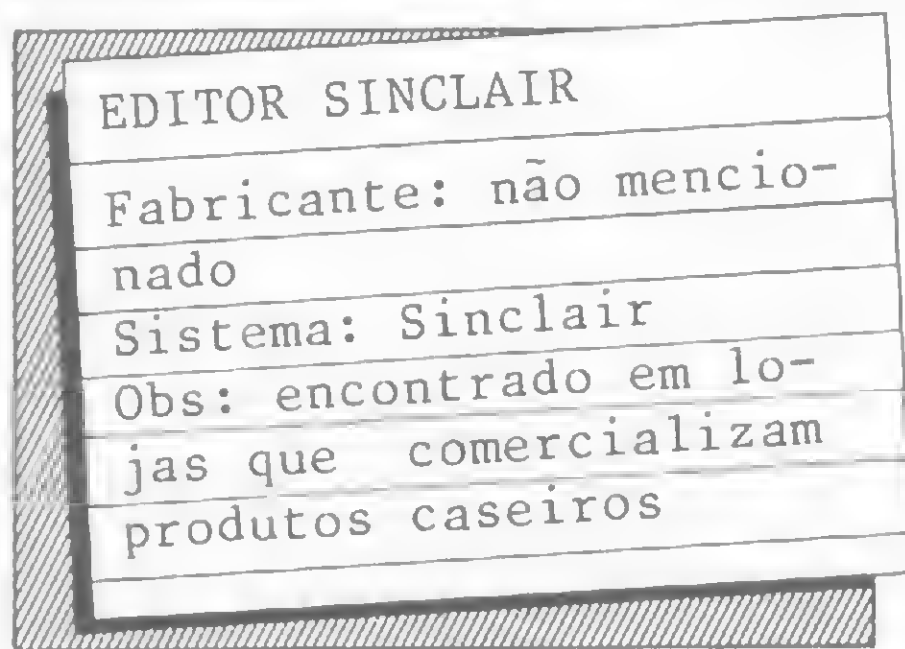 EDITOR SINCLAIR
Fabricante: não mencio-
nado
Sistema: Sinclair
Obs: encontrado em lo-
jas que comercializam
produtos caseiros